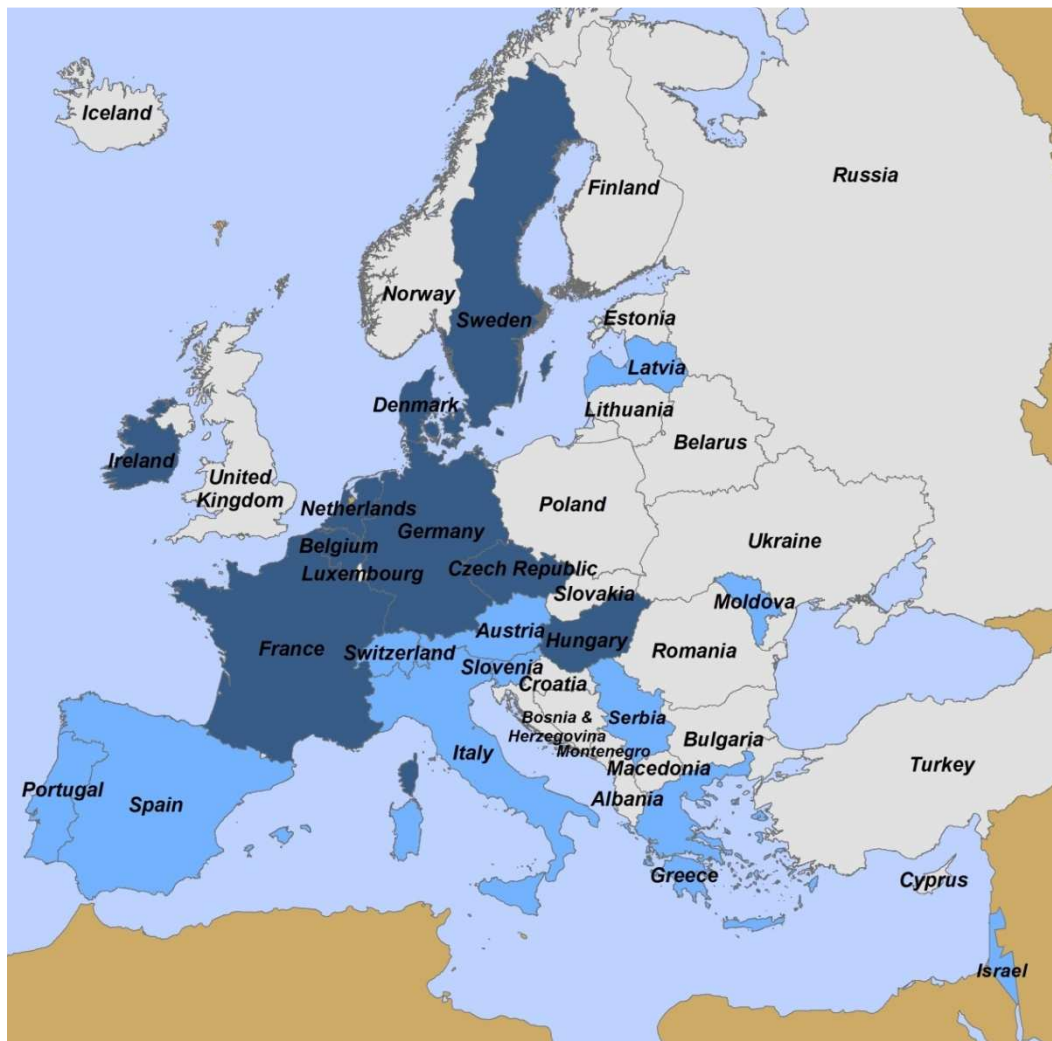 Iceland
Russia
Finland
Norway
Sweden
Estonia
Latvia
Denmark
Lithuania
Belarus
Ireland
United
Kingdom
Netherlands
Poland
Germany
Ukraine
Belgium
Luxembourg
Czech Republic
Slovakia
Moldova
Austria
Hungary
France
Switzerland
Romania
Slovenia
Croatia
Bosnia &
Herzegovina
Serbia
Montenegro
Italy
Bulgaria
Macedonia
Turkey
Portugal
Spain
Albania
Greece
Cyprus
Israel